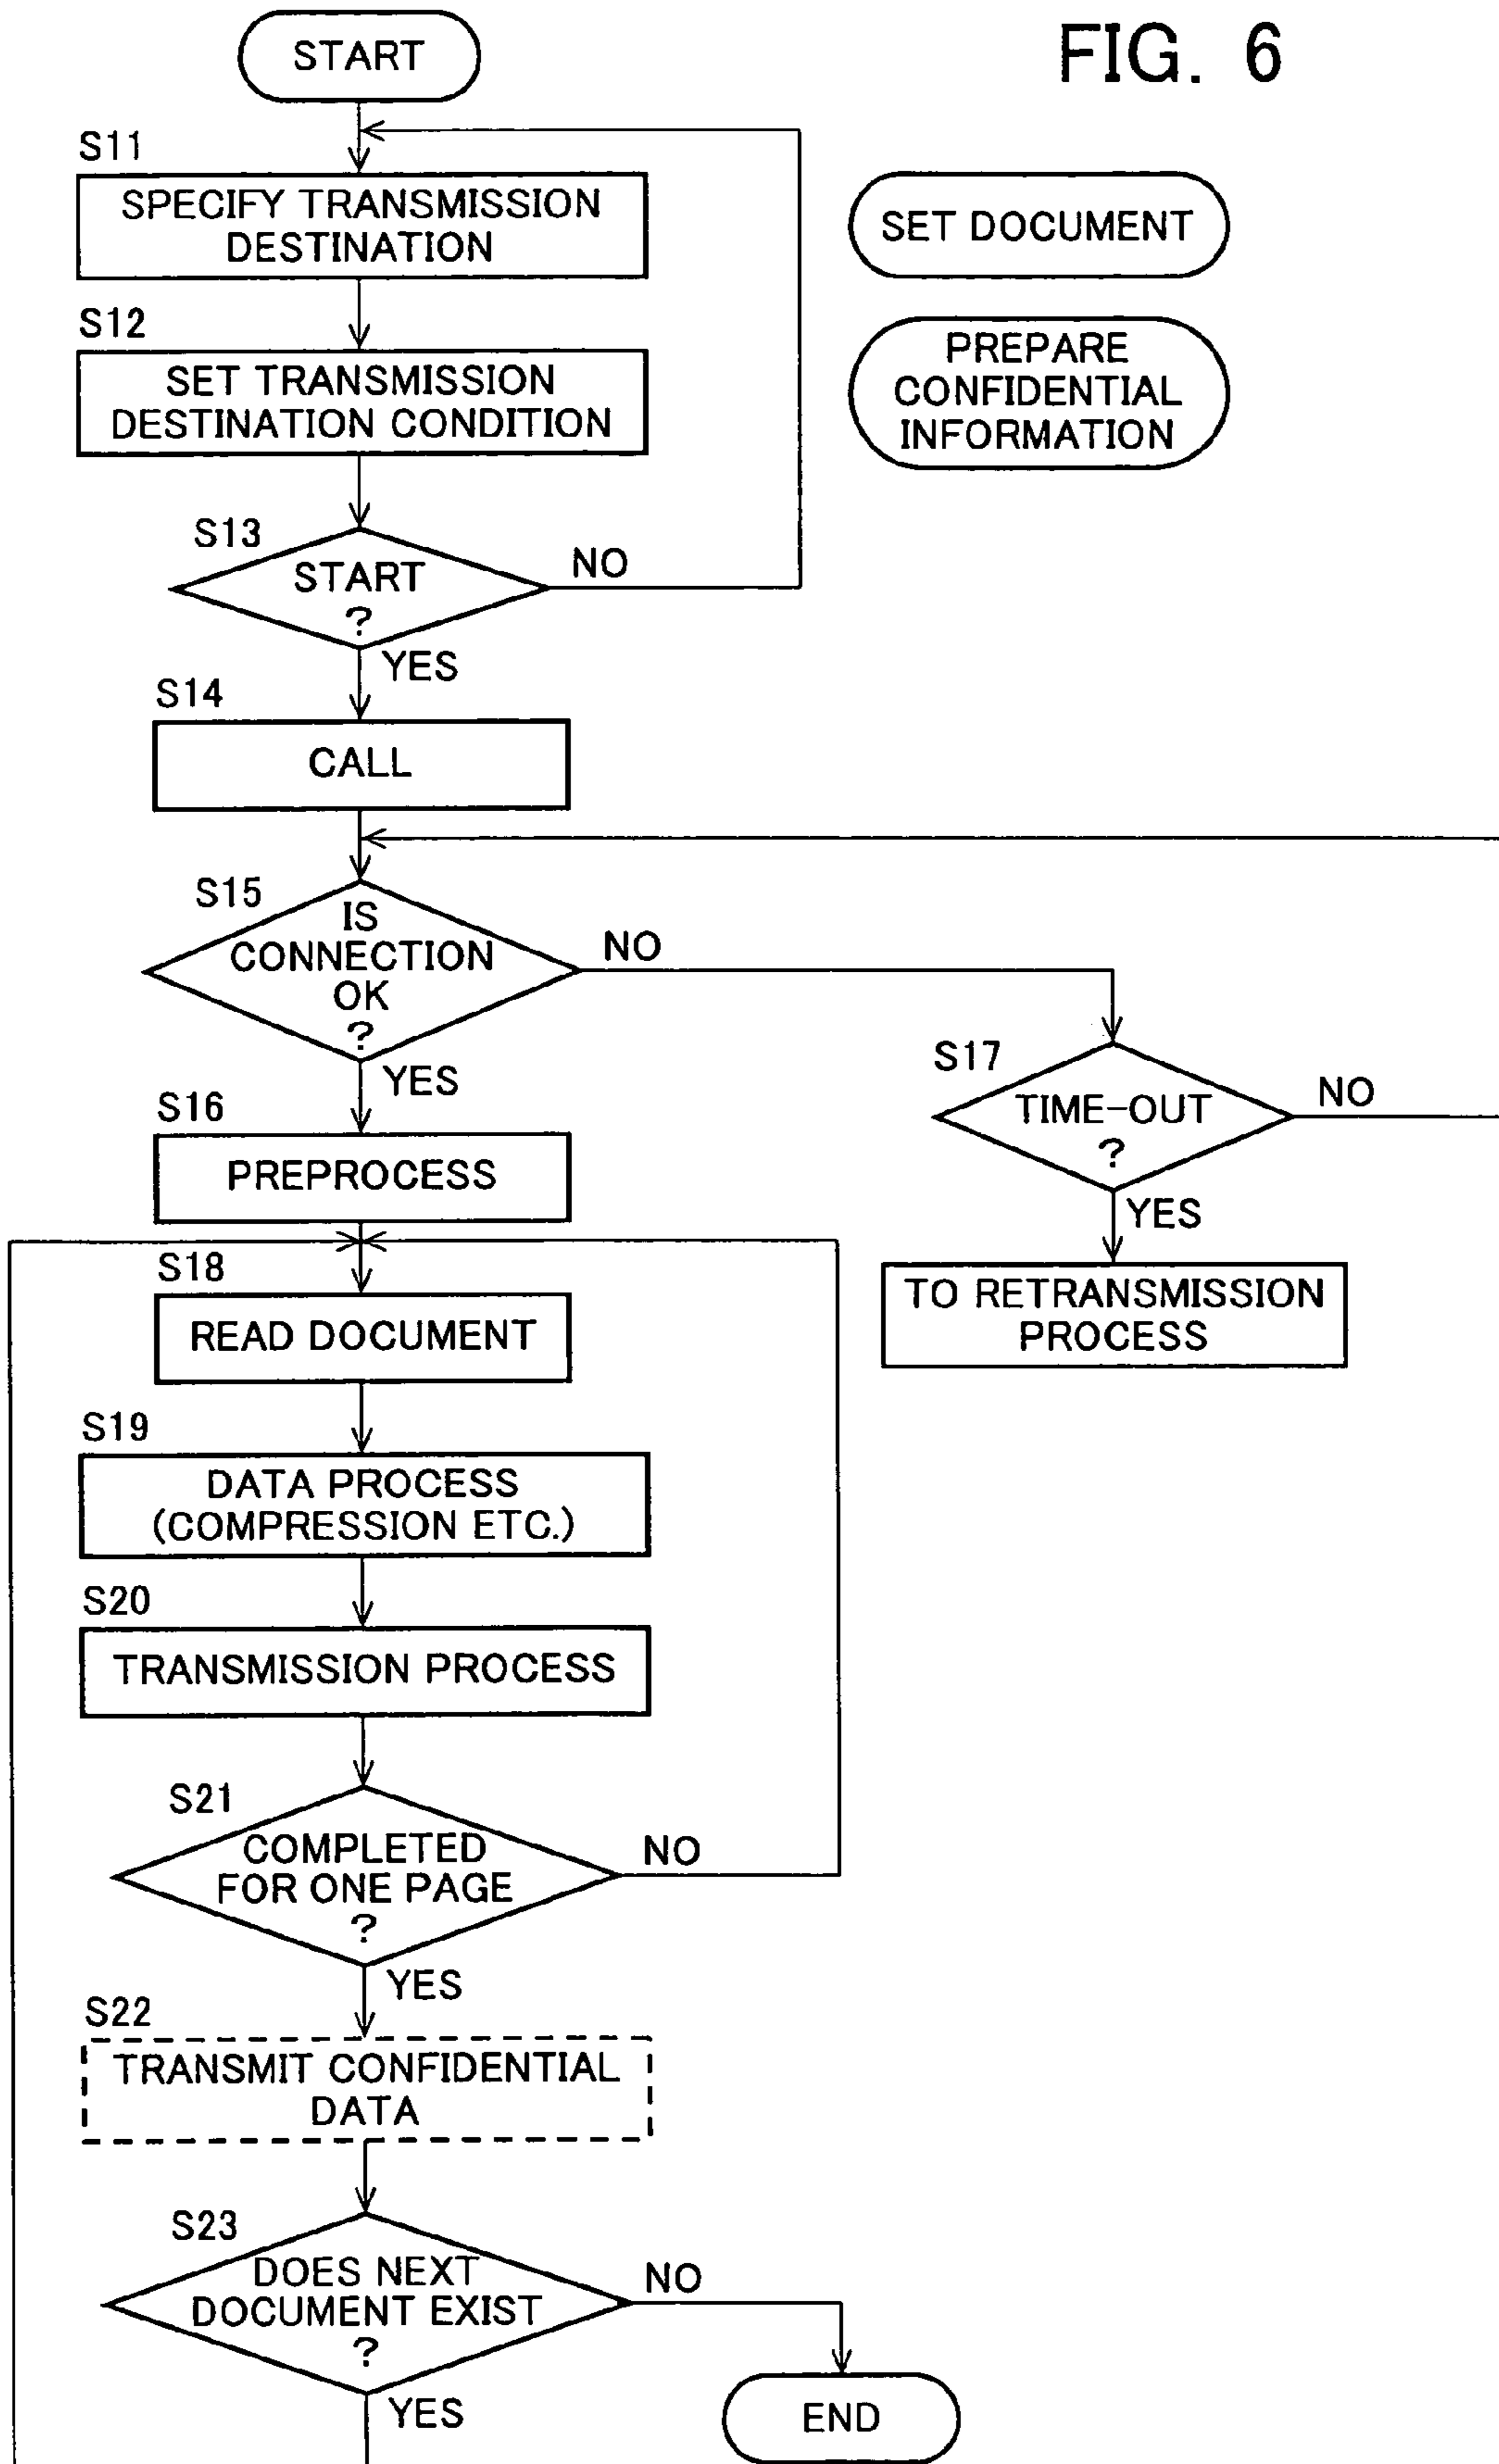 FIG. 6
START
S11
SPECIFY TRANSMISSION
DESTINATION
SET DOCUMENT
S12
SET TRANSMISSION
DESTINATION CONDITION
PREPARE
CONFIDENTIAL
INFORMATION
S13
START
?
NO
YES
S14
CALL
S15
IS
CONNECTION
OK
?
NO
YES
S17
TIME-OUT
?
NO
YES
TO RETRANSMISSION
PROCESS
S16
PREPROCESS
S18
READ DOCUMENT
S19
DATA PROCESS
(COMPRESSION ETC.)
S20
TRANSMISSION PROCESS
S21
COMPLETED
FOR ONE PAGE
?
NO
YES
S22
TRANSMIT CONFIDENTIAL
DATA
S23
DOES NEXT
DOCUMENT EXIST
?
NO
YES
END